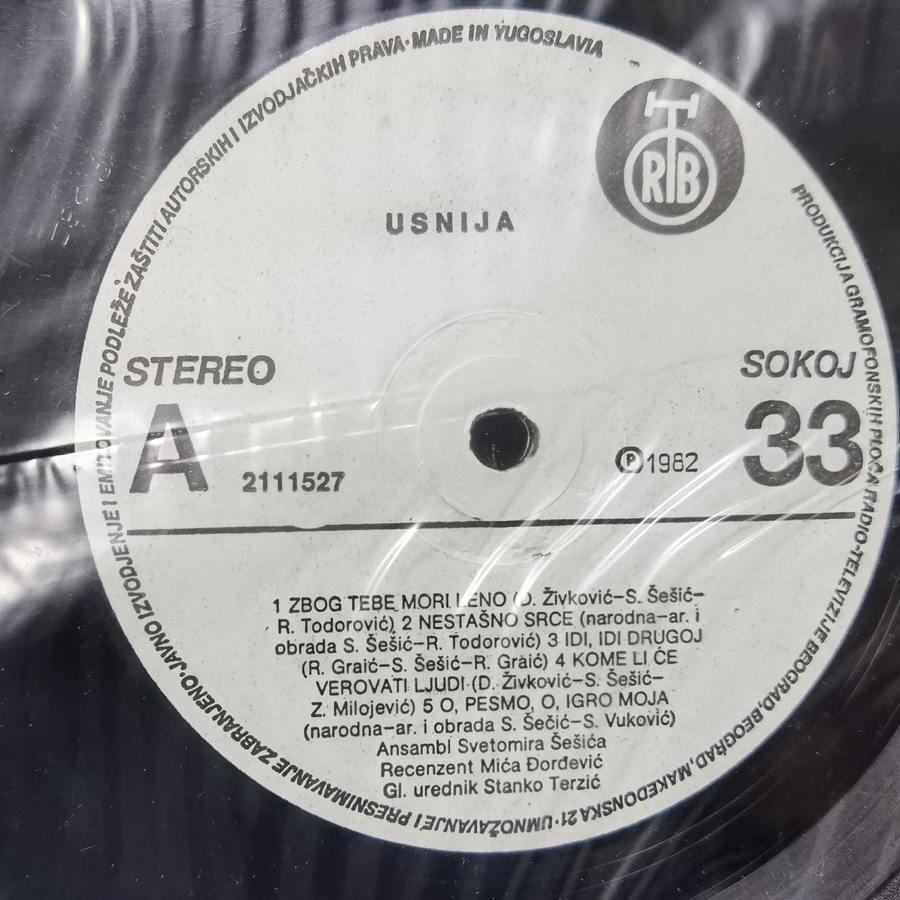 PRODUKCIJA GRAMOFONSKIH PLOČA RADIO-TELEVIZIJE BEOGRAD, BEOGRAD, MAKEDONSKA 21 · UMNOŽAVANJE I PRESNIMAVANJE ZABRANJENO · JAVNO IZVODJENJE I EMITOVANJE PODLEŽE ZAŠTITI AUTORSKIH I IZVODJAČKIH PRAVA · MADE IN YUGOSLAVIA
RTB
USNIJA
STEREO
SOKOJ
A
2111527
℗ 1982
33
1 ZBOG TEBE MORI LENO (D. Živković–S. Šešić–
R. Todorović) 2 NESTAŠNO SRCE (narodna–ar. i
obrada S. Šešić–R. Todorović) 3 IDI, IDI DRUGOJ
(R. Graić–S. Šešić–R. Graić) 4 KOME LI ĆE
VEROVATI LJUDI (D. Živković–S. Šešić–
Z. Milojević) 5 O, PESMO, O, IGRO MOJA
(narodna–ar. i obrada S. Šečić–S. Vuković)
Ansambl Svetomira Šešića
Recenzent Mića Đorđević
Gl. urednik Stanko Terzić